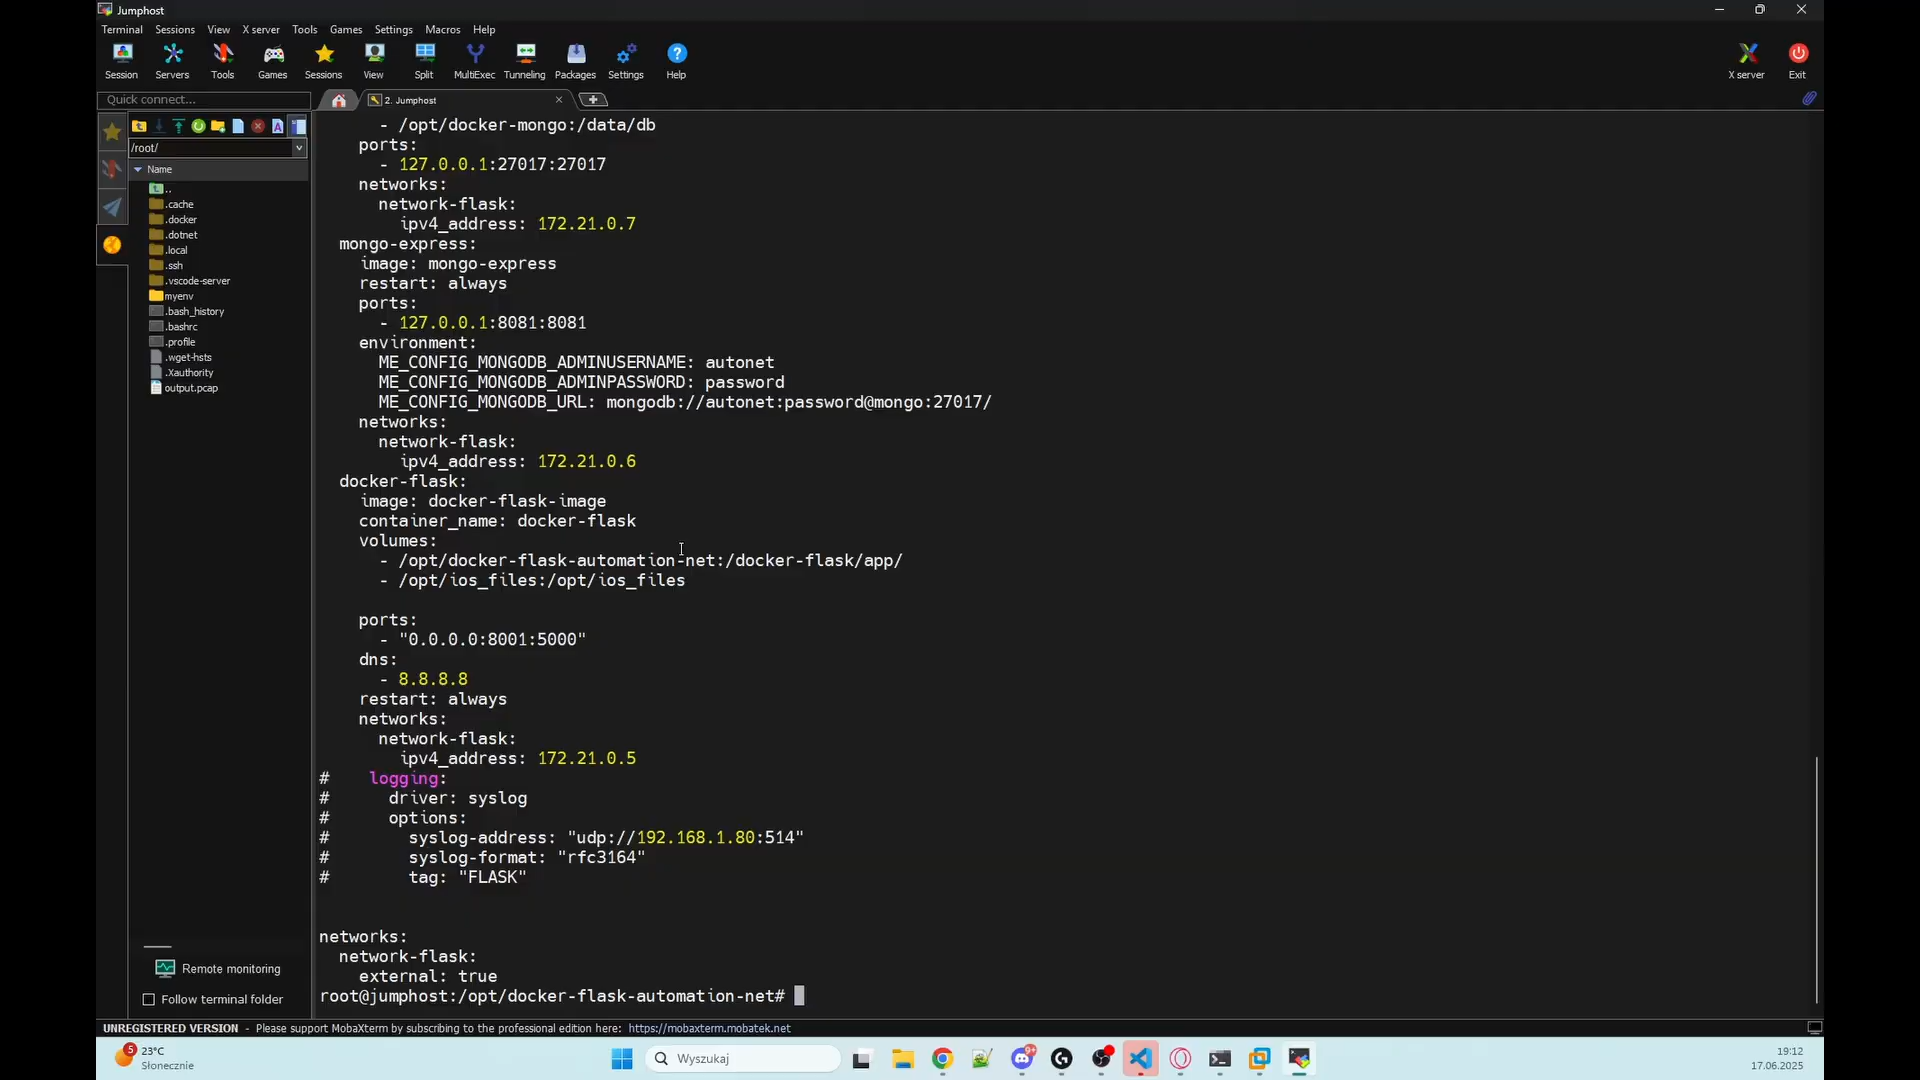 Jumphost
Terminal Sessions View X server Tools Games Settings Macros Help
Session Servers Tools Games Sessions View Split MultiExec Tunneling Packages Settings Help X server Exit
Quick connect...
2. Jumphost
/root/
Name
..
.cache
.docker
.dotnet
.local
.ssh
.vscode-server
myenv
.bash_history
.bashrc
.profile
.wget-hsts
.Xauthority
output.pcap
Remote monitoring
Follow terminal folder
- /opt/docker-mongo:/data/db
ports:
- 127.0.0.1:27017:27017
networks:
network-flask:
ipv4_address: 172.21.0.7
mongo-express:
image: mongo-express
restart: always
ports:
- 127.0.0.1:8081:8081
environment:
ME_CONFIG_MONGODB_ADMINUSERNAME: autonet
ME_CONFIG_MONGODB_ADMINPASSWORD: password
ME_CONFIG_MONGODB_URL: mongodb://autonet:password@mongo:27017/
networks:
network-flask:
ipv4_address: 172.21.0.6
docker-flask:
image: docker-flask-image
container_name: docker-flask
volumes:
- /opt/docker-flask-automation-net:/docker-flask/app/
- /opt/ios_files:/opt/ios_files
ports:
- "0.0.0.0:8001:5000"
dns:
- 8.8.8.8
restart: always
networks:
network-flask:
ipv4_address: 172.21.0.5
# logging:
# driver: syslog
# options:
# syslog-address: "udp://192.168.1.80:514"
# syslog-format: "rfc3164"
# tag: "FLASK"
networks:
network-flask:
external: true
root@jumphost:/opt/docker-flask-automation-net#
UNREGISTERED VERSION - Please support MobaXterm by subscribing to the professional edition here: https://mobaxterm.mobatek.net
5
23°C
Słonecznie
Wyszukaj
9+
19:12
17.06.2025